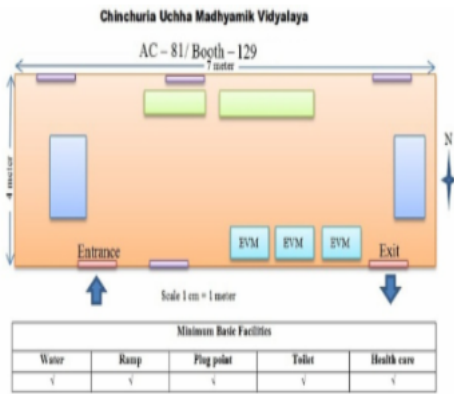 Chinchuria Uchha Madhyamik Vidyalaya
AC – 81/ Booth – 129
7 meter
4 meter
N
EVM EVM EVM
Entrance Exit
Scale 1 cm = 1 meter
Minimum Basic Facilities
Water Ramp Plug point Toilet Health care
√ √ √ √ √